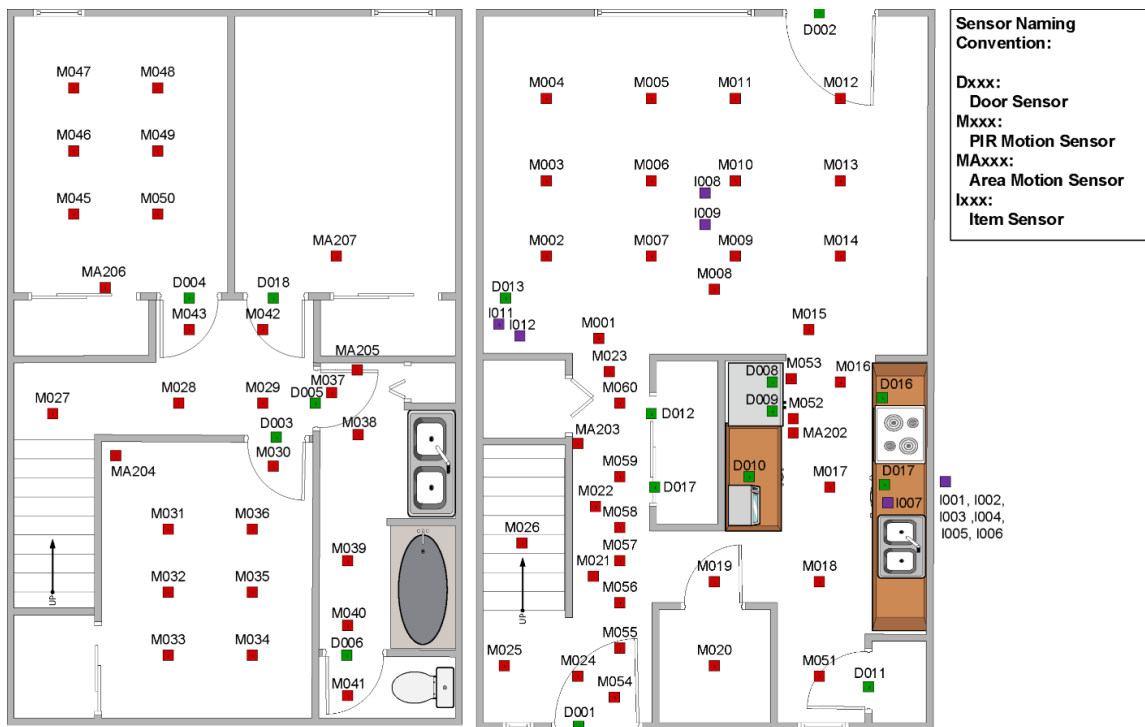 M047 M048
M046 M049
M045 M050
MA206
MA207
D004 D018
M043 M042
MA205
M027 M028 M029 D005 M037
D003 M038
M030
MA204
M031 M036
M032 M035
M033 M034
M039
M040
D006
M041
UP
D002
M004 M005 M011 M012
M003 M006 M010 M013
I008
I009
M002 M007 M009 M014
M008
D013
I011
I012
M001 M015
M023
M060
M053 M016
D008
D009
D012
M052
MA202
D016
MA203
M059
M022
D017
D010
M017
D017
I007
M058
M026
M057
M021
M056
UP
M019
M018
M055
M025 M024
M054
M020
M051
D011
D001
I001, I002,
I003 ,I004,
I005, I006
Sensor Naming
Convention:
Dxxx:
Door Sensor
Mxxx:
PIR Motion Sensor
MAxxx:
Area Motion Sensor
Ixxx:
Item Sensor